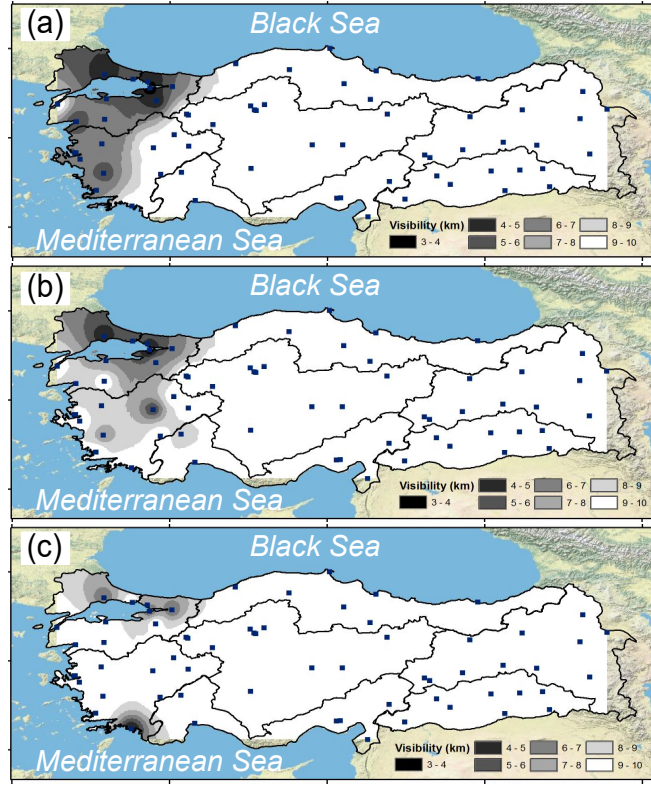 (a)
Black Sea
Mediterranean Sea
Visibility (km)
3 - 4
4 - 5
5 - 6
6 - 7
7 - 8
8 - 9
9 - 10
(b)
Black Sea
Mediterranean Sea
Visibility (km)
3 - 4
4 - 5
5 - 6
6 - 7
7 - 8
8 - 9
9 - 10
(c)
Black Sea
Mediterranean Sea
Visibility (km)
3 - 4
4 - 5
5 - 6
6 - 7
7 - 8
8 - 9
9 - 10